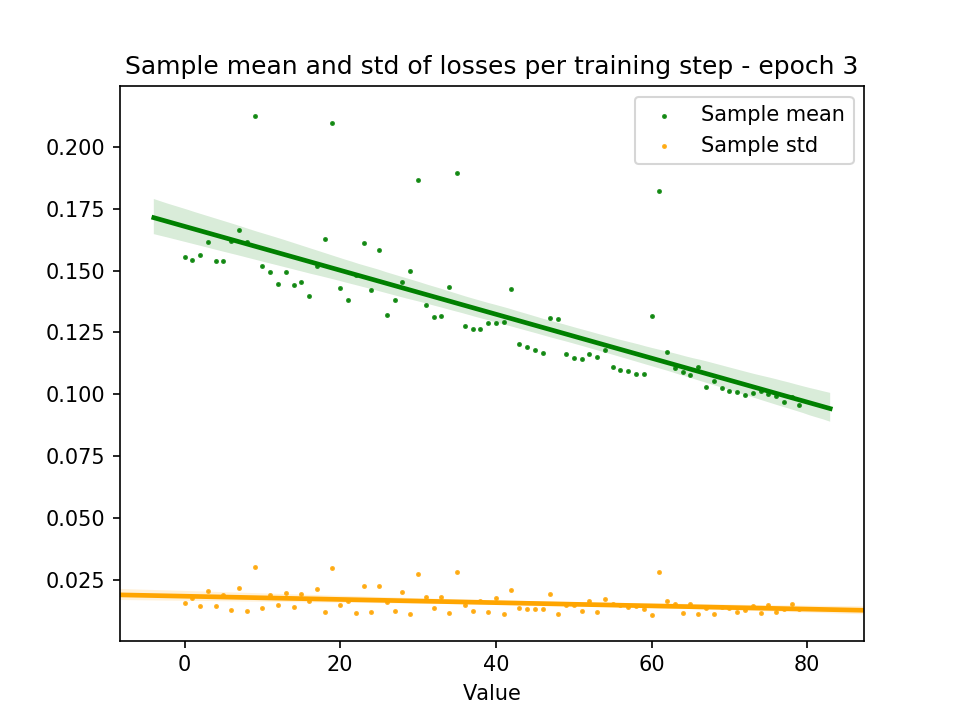 Sample mean and std of losses per training step - epoch 3
Sample mean
Sample std
0.200
0.175
0.150
0.125
0.100
0.075
0.050
0.025
0 20 40 60 80
Value